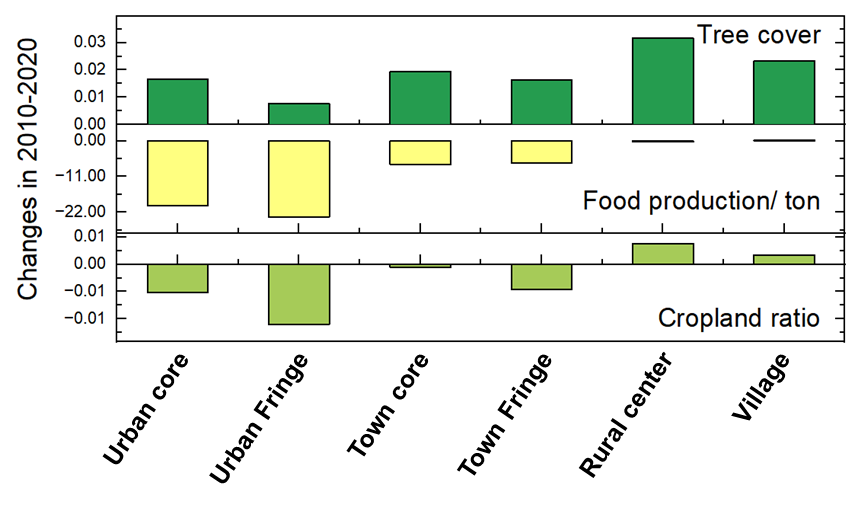 Changes in 2010-2020
Tree cover
0.03
0.02
0.01
0.00
0.00
−11.00
−22.00
Food production/ ton
0.01
0.00
−0.01
−0.01
Cropland ratio
Urban core
Urban Fringe
Town core
Town Fringe
Rural center
Village